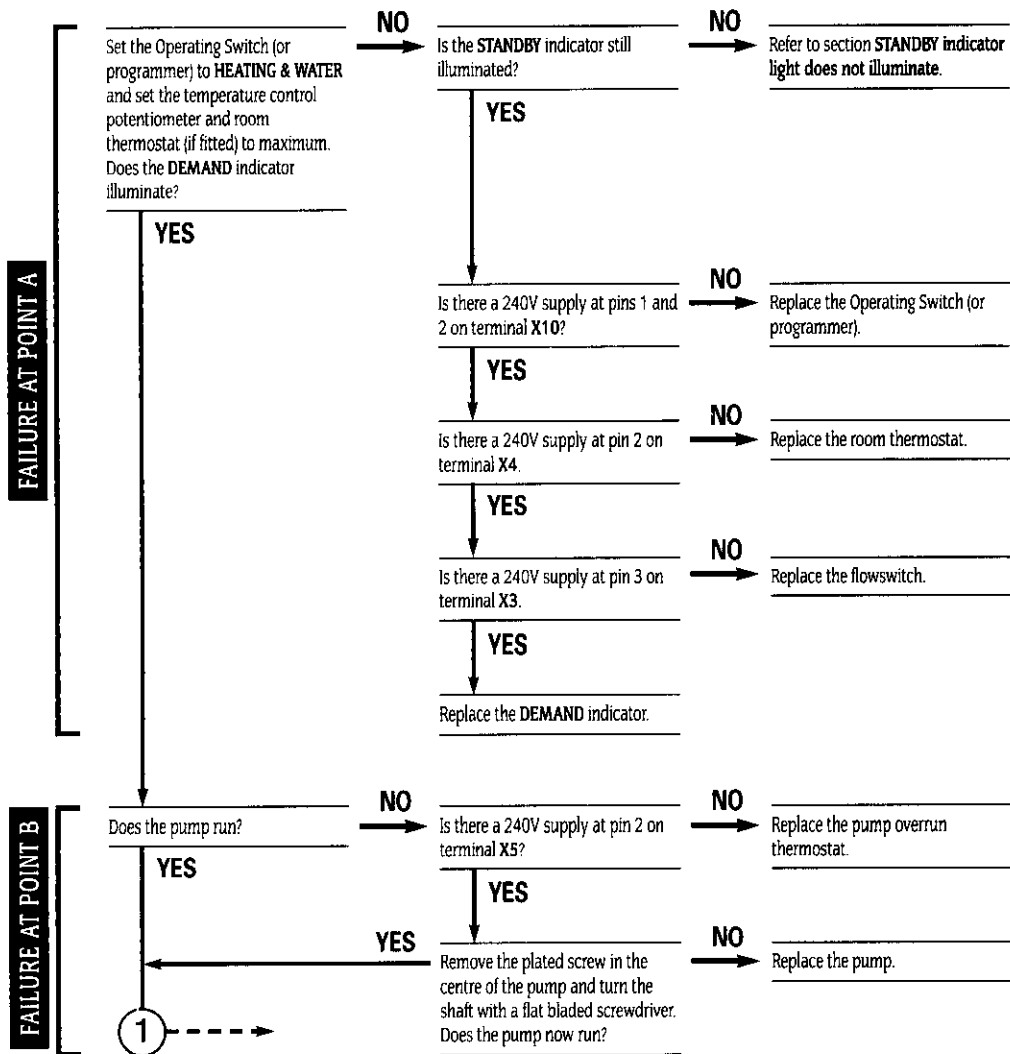 FAILURE AT POINT A
Set the Operating Switch (or
programmer) to HEATING & WATER
and set the temperature control
potentiometer and room
thermostat (if fitted) to maximum.
Does the DEMAND indicator
illuminate?
NO
Is the STANDBY indicator still
illuminated?
NO
Refer to section STANDBY indicator
light does not illuminate.
YES
YES
Is there a 240V supply at pins 1 and
2 on terminal X10?
NO
Replace the Operating Switch (or
programmer).
YES
Is there a 240V supply at pin 2 on
terminal X4.
NO
Replace the room thermostat.
YES
Is there a 240V supply at pin 3 on
terminal X3.
NO
Replace the flowswitch.
YES
Replace the DEMAND indicator.
FAILURE AT POINT B
Does the pump run?
NO
Is there a 240V supply at pin 2 on
terminal X5?
NO
Replace the pump overrun
thermostat.
YES
YES
YES
Remove the plated screw in the
centre of the pump and turn the
shaft with a flat bladed screwdriver.
Does the pump now run?
NO
Replace the pump.
1